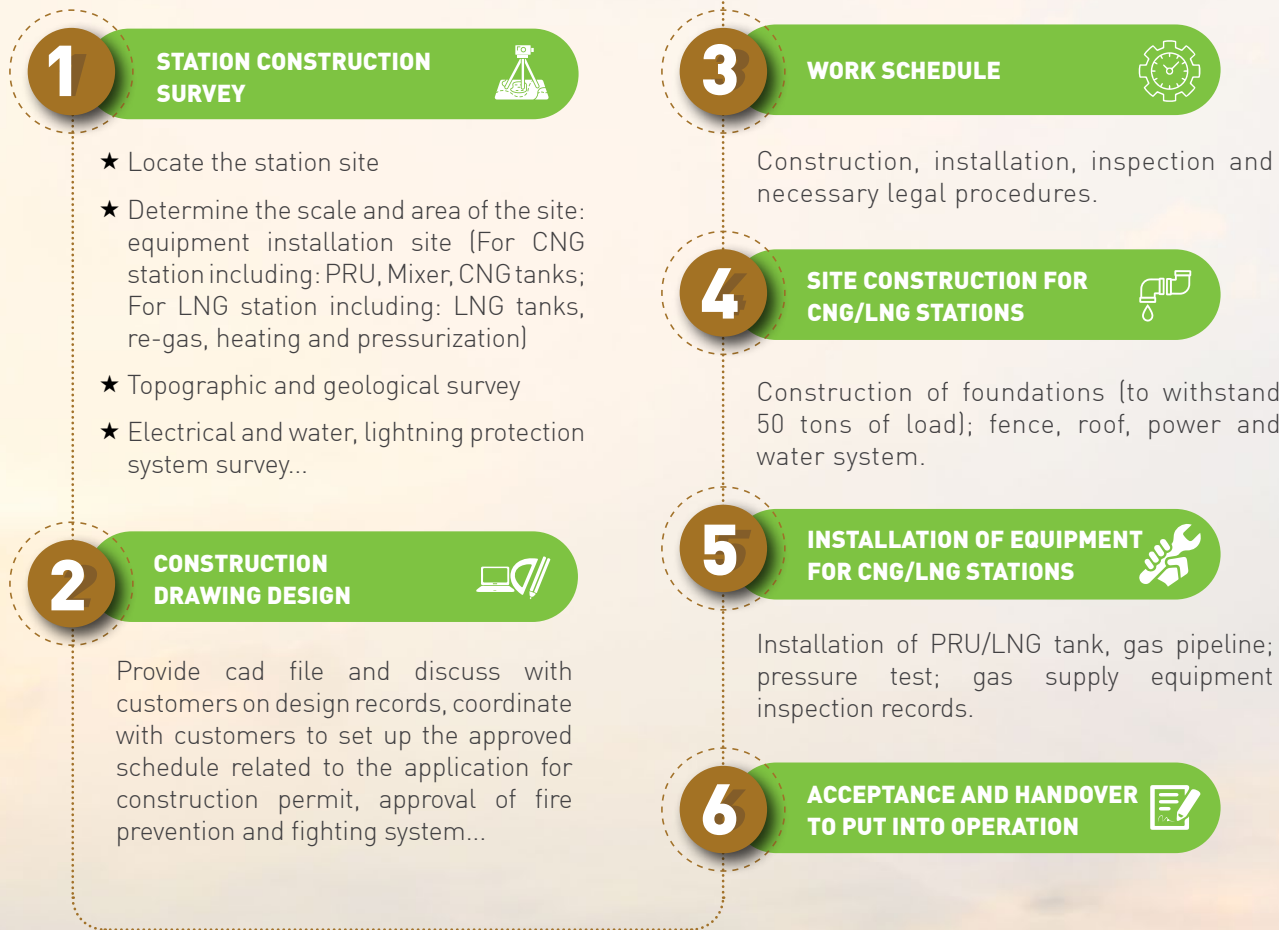 1
STATION CONSTRUCTION
SURVEY
★ Locate the station site
★ Determine the scale and area of the site:
equipment installation site (For CNG
station including: PRU, Mixer, CNG tanks;
For LNG station including: LNG tanks,
re-gas, heating and pressurization)
★ Topographic and geological survey
★ Electrical and water, lightning protection
system survey...
2
CONSTRUCTION
DRAWING DESIGN
Provide cad file and discuss with
customers on design records, coordinate
with customers to set up the approved
schedule related to the application for
construction permit, approval of fire
prevention and fighting system...
3
WORK SCHEDULE
Construction, installation, inspection and
necessary legal procedures.
4
SITE CONSTRUCTION FOR
CNG/LNG STATIONS
Construction of foundations (to withstand
50 tons of load); fence, roof, power and
water system.
5
INSTALLATION OF EQUIPMENT
FOR CNG/LNG STATIONS
Installation of PRU/LNG tank, gas pipeline;
pressure test; gas supply equipment
inspection records.
6
ACCEPTANCE AND HANDOVER
TO PUT INTO OPERATION